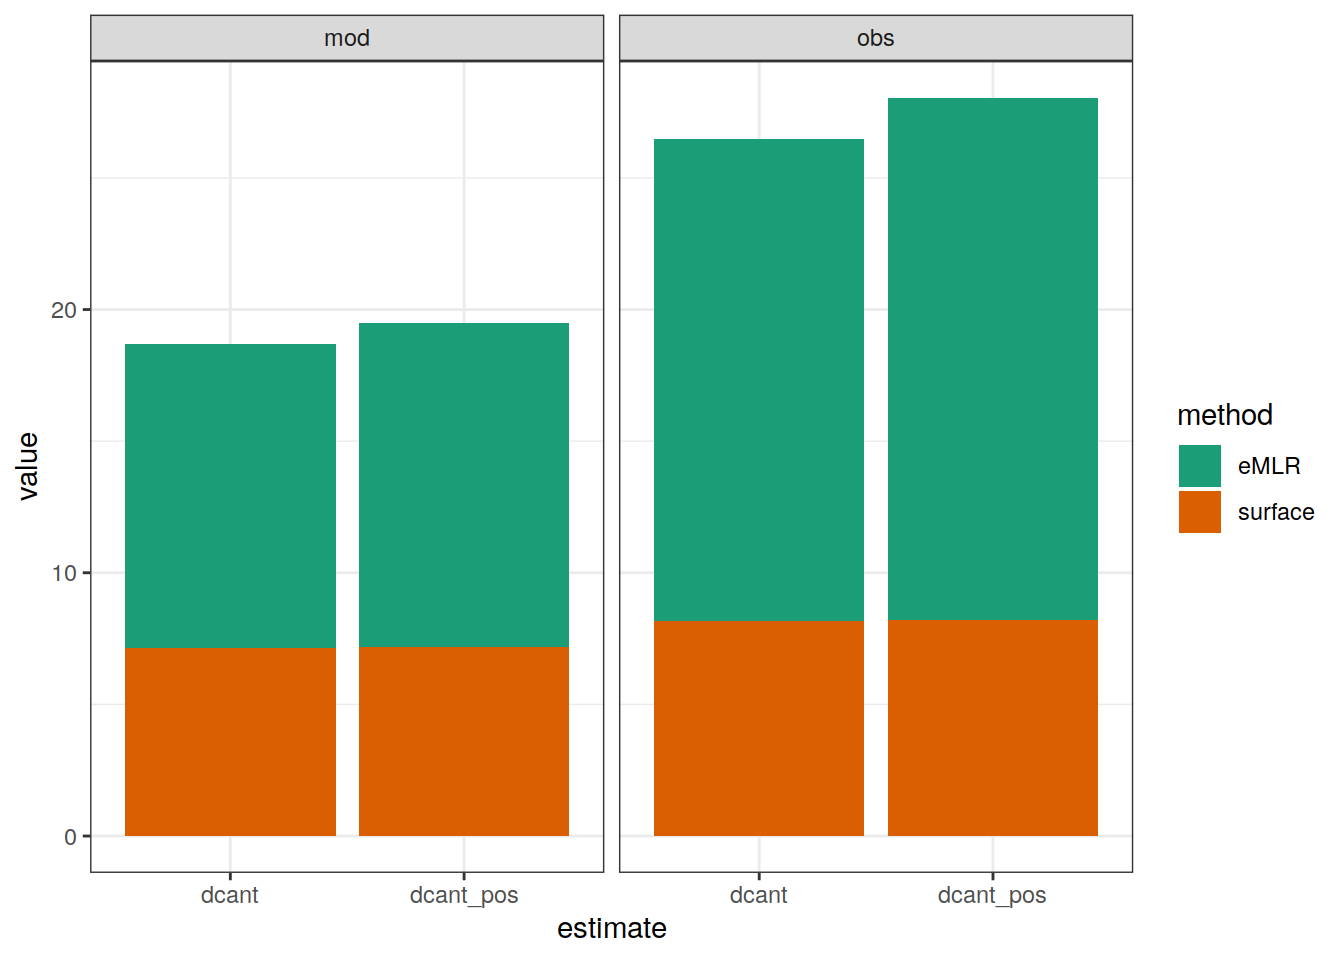 mod
obs
value
20
10
0
dcant
dcant_pos
dcant
dcant_pos
estimate
method
eMLR
surface